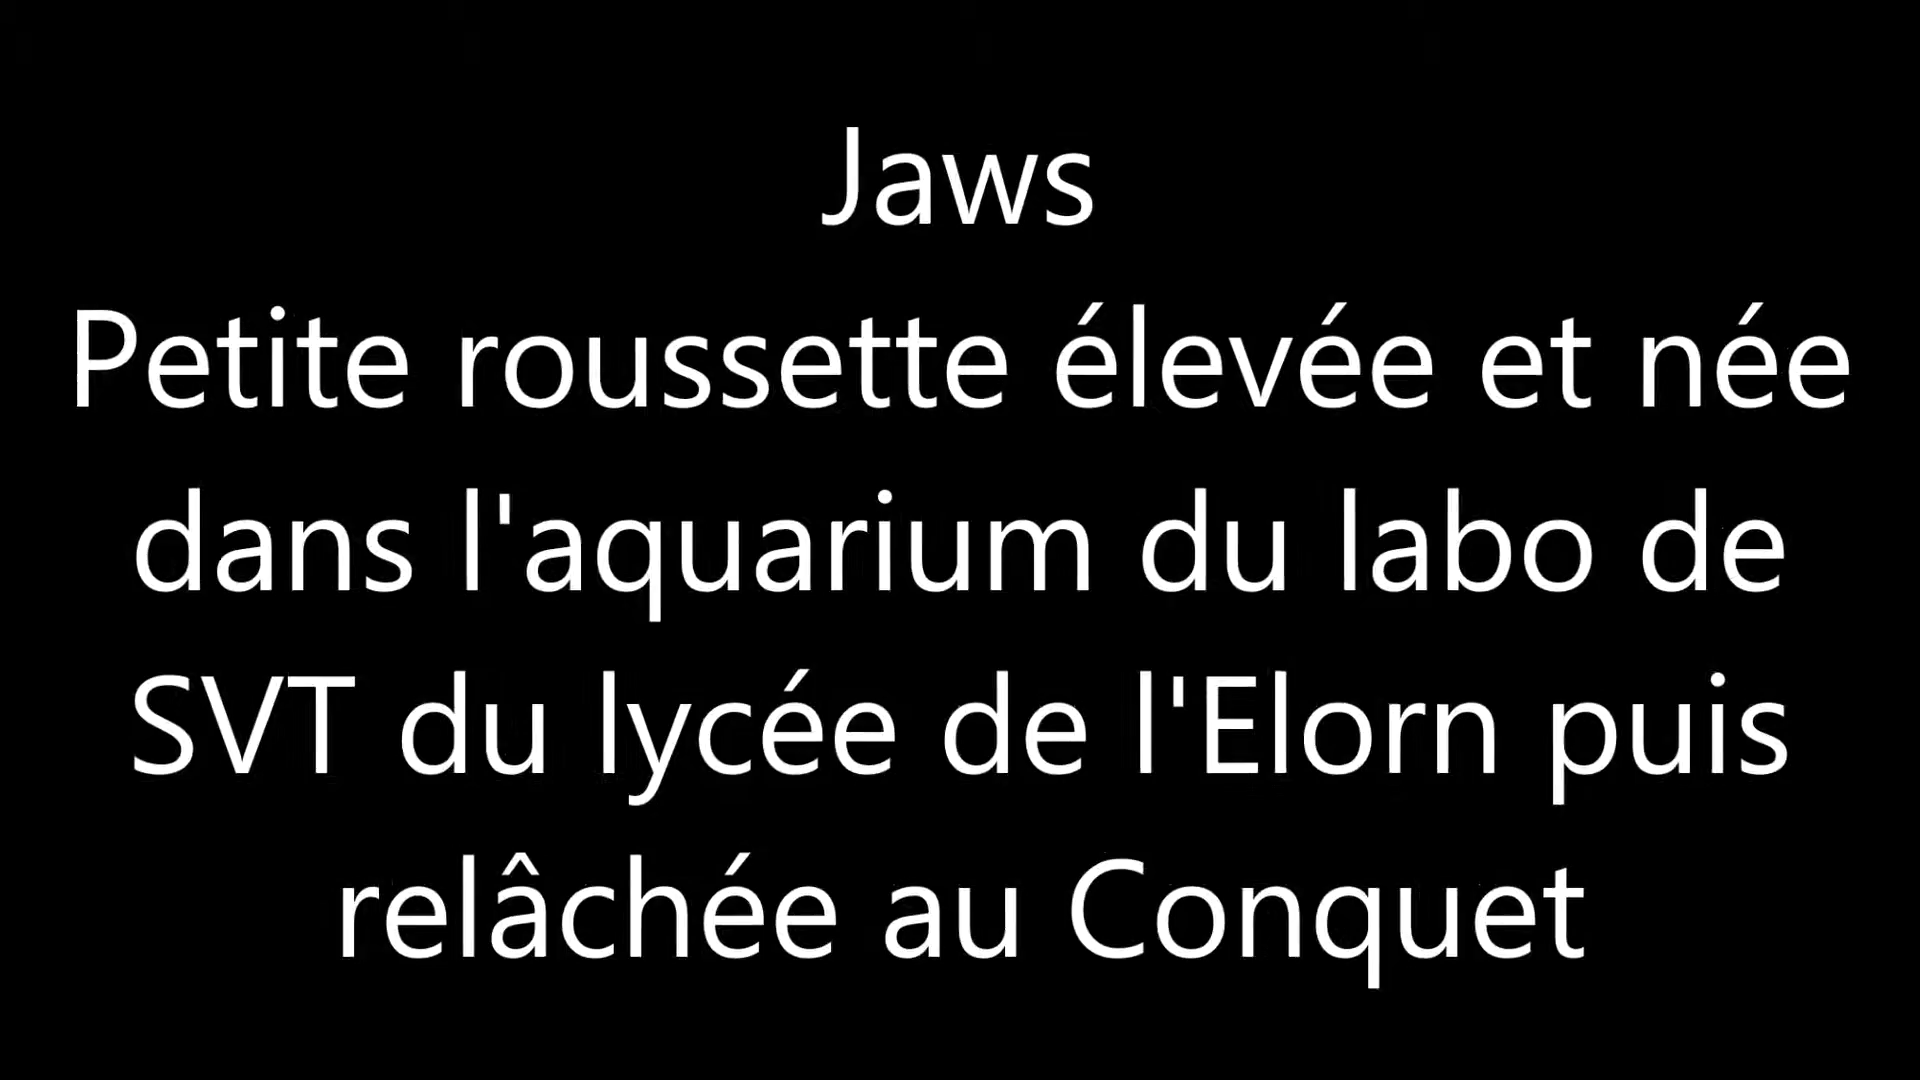 Jaws
Petite roussette élevée et née
dans l'aquarium du labo de
SVT du lycée de l'Elorn puis
relâchée au Conquet